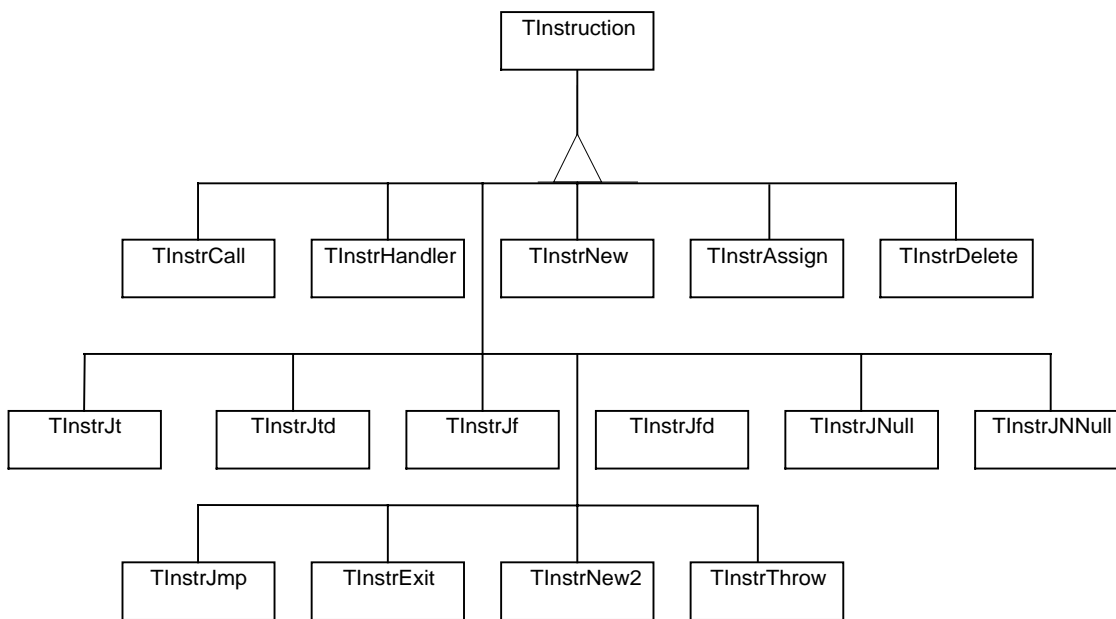 TInstruction
TInstrCall
TInstrHandler
TInstrNew
TInstrAssign
TInstrDelete
TInstrJt
TInstrJtd
TInstrJf
TInstrJfd
TInstrJNull
TInstrJNNull
TInstrJmp
TInstrExit
TInstrNew2
TInstrThrow